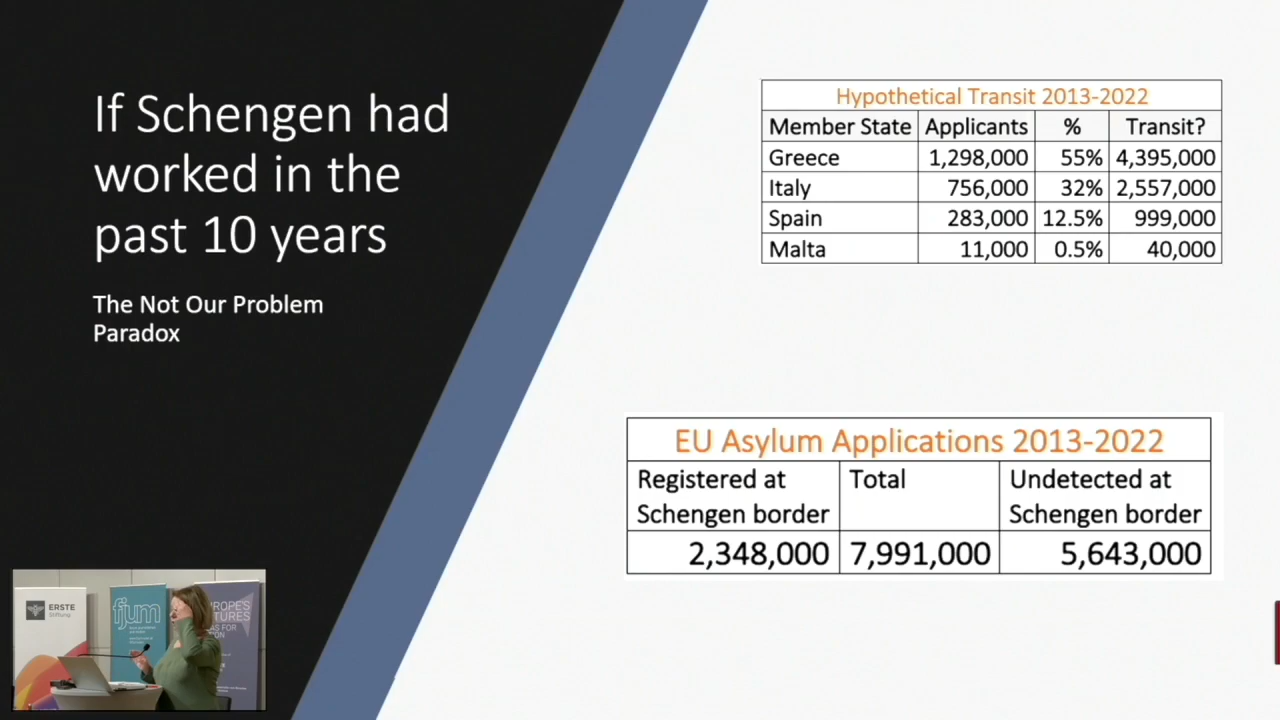 If Schengen had
worked in the
past 10 years
The Not Our Problem
Paradox
Hypothetical Transit 2013-2022
Member State Applicants % Transit?
Greece 1,298,000 55% 4,395,000
Italy 756,000 32% 2,557,000
Spain 283,000 12.5% 999,000
Malta 11,000 0.5% 40,000
EU Asylum Applications 2013-2022
Registered at Schengen border Total Undetected at Schengen border
2,348,000 7,991,000 5,643,000
ERSTE
Stiftung
fjum